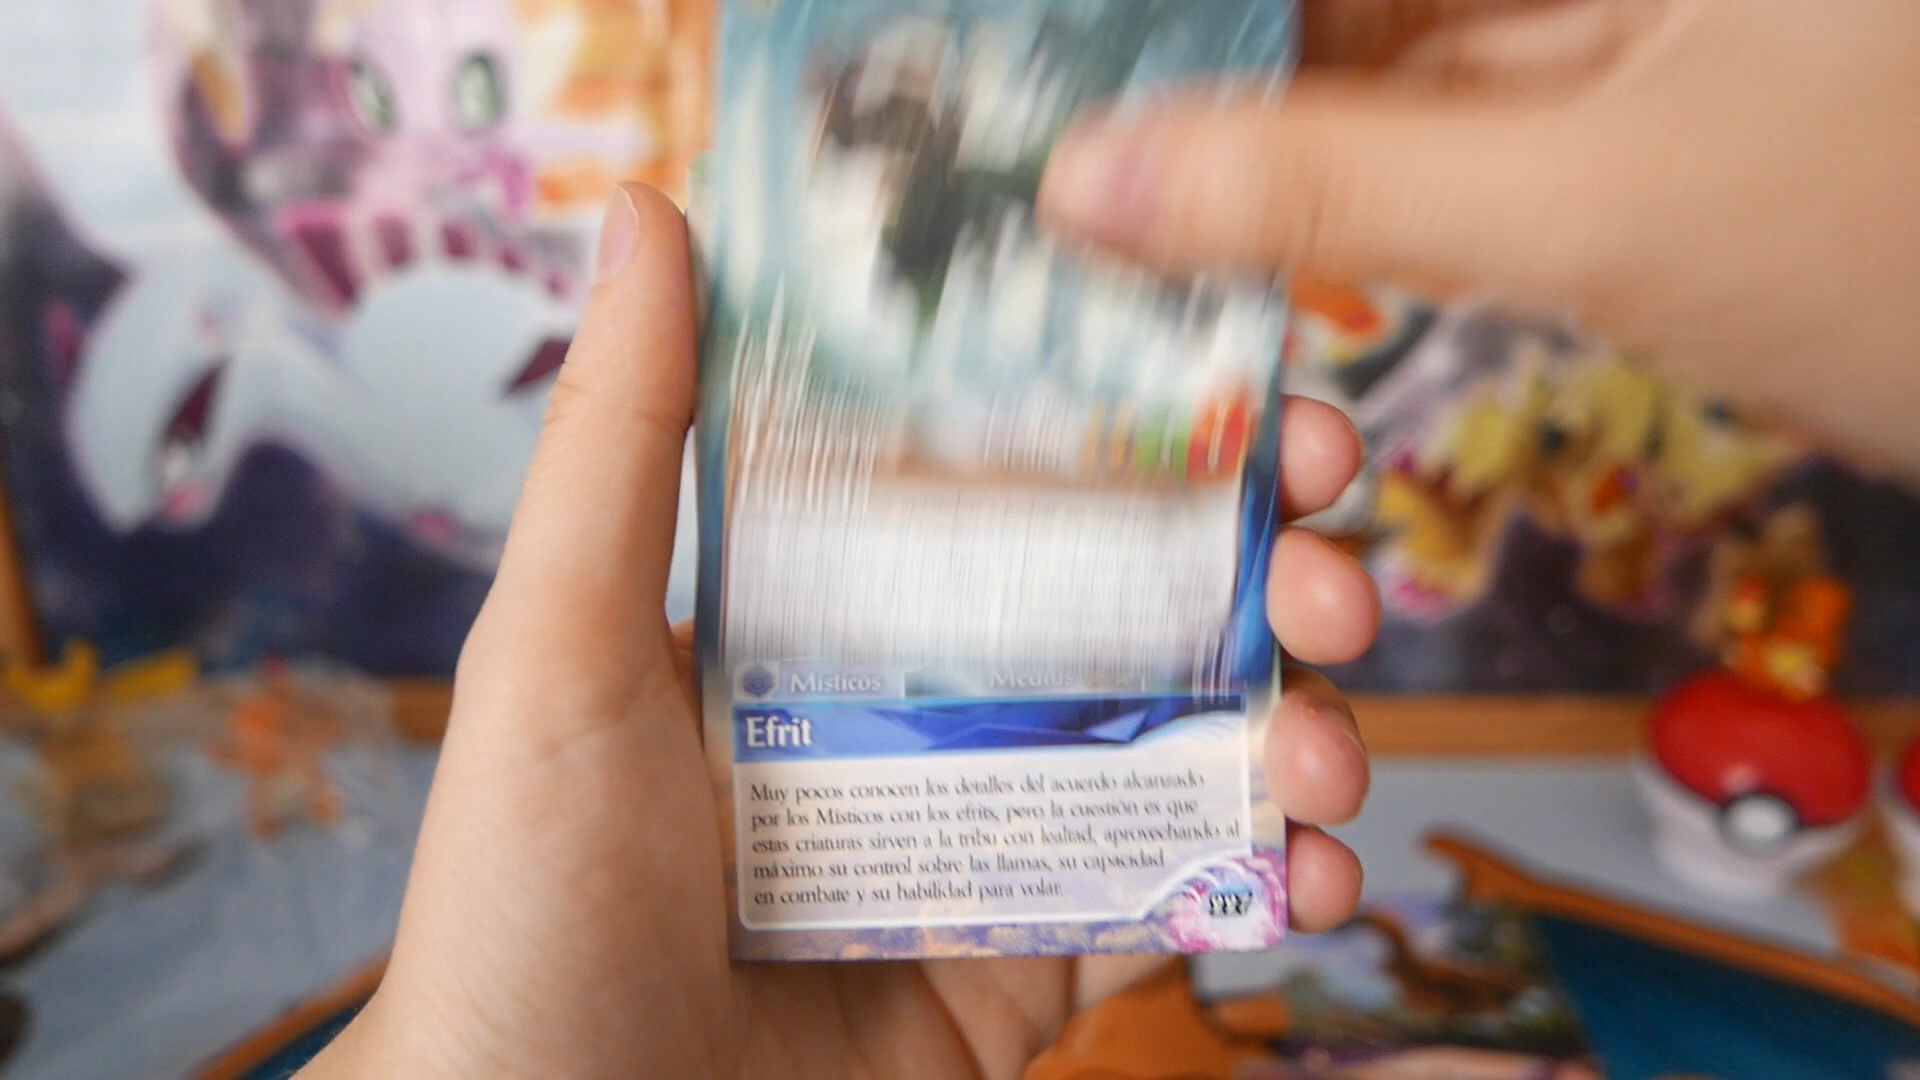 Místicos Medius
Efrit
Muy pocos conocen los detalles del acuerdo alcanzado
por los Místicos con los efrits, pero la cuestión es que
estas criaturas sirven a la tribu con lealtad, aprovechando al
máximo su control sobre las llamas, su capacidad
en combate y su habilidad para volar.